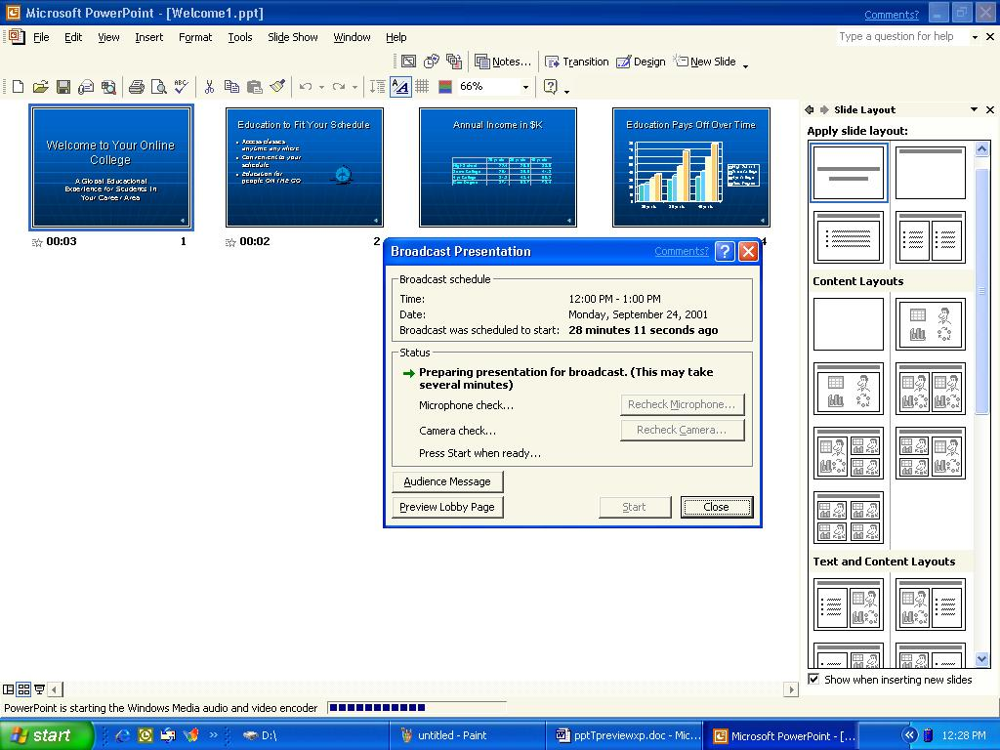 Microsoft PowerPoint - [Welcome1.ppt]
Comments?
File Edit View Insert Format Tools Slide Show Window Help
Type a question for help
Notes... Transition Design New Slide
66%
Slide Layout
Apply slide layout:
Welcome to Your Online
College
A Global Educational
Experience for Students in
Your Career Area
00:03 1
Education to Fit Your Schedule
Access classes
anytime, anywhere
Convenient to your
schedule
Education for
people ON THE GO
00:02 2
Annual Income in $K
Education Pays Off Over Time
4
Broadcast Presentation
Comments?
Broadcast schedule
Time: 12:00 PM - 1:00 PM
Date: Monday, September 24, 2001
Broadcast was scheduled to start: 28 minutes 11 seconds ago
Status
Preparing presentation for broadcast. (This may take
several minutes)
Microphone check... Recheck Microphone...
Camera check... Recheck Camera...
Press Start when ready...
Audience Message
Preview Lobby Page Start Close
Content Layouts
Text and Content Layouts
Show when inserting new slides
PowerPoint is starting the Windows Media audio and video encoder
start
D:\
untitled - Paint
pptTpreviewxp.doc - Mic...
Microsoft PowerPoint - [...
12:28 PM